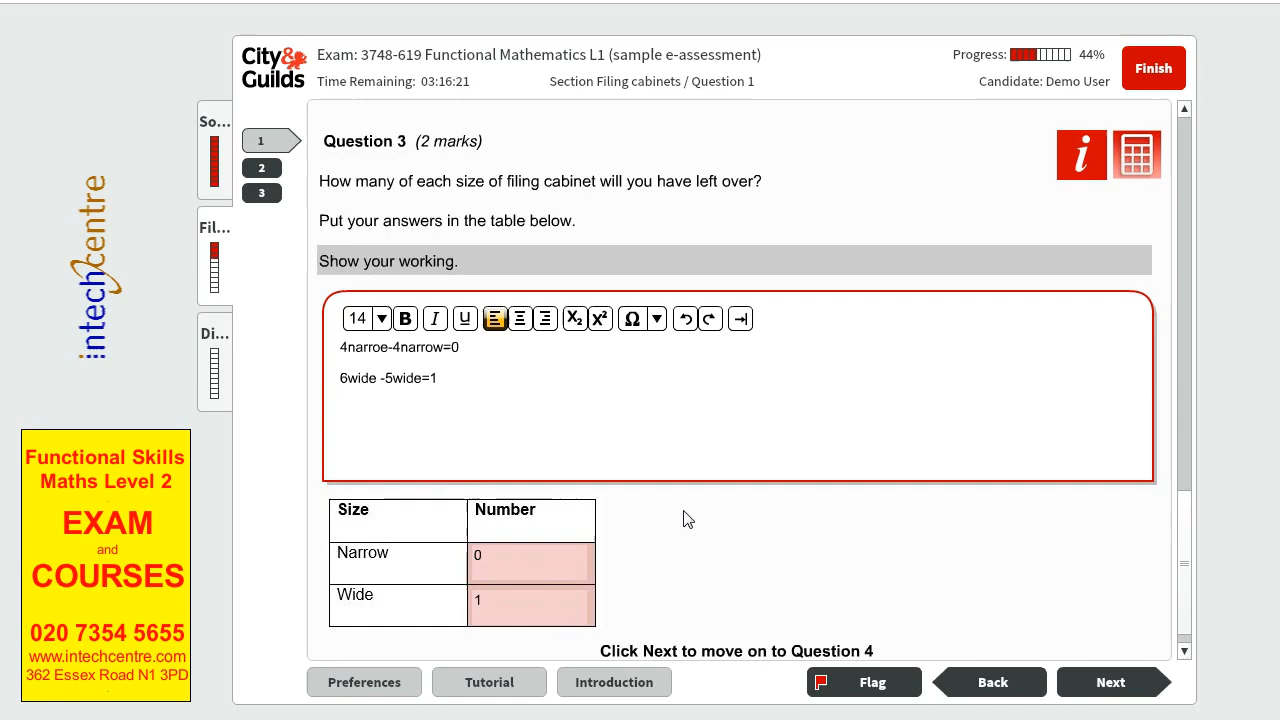 City&
Guilds
Exam: 3748-619 Functional Mathematics L1 (sample e-assessment)
Time Remaining: 03:16:21
Section Filing cabinets / Question 1
Progress: 44%
Candidate: Demo User
Finish
So...
Fil...
Di...
1
2
3
Question 3 (2 marks)
i
How many of each size of filing cabinet will you have left over?
Put your answers in the table below.
Show your working.
14 B I U X2 X² Ω
4narroe-4narrow=0
6wide -5wide=1
Size Number
Narrow 0
Wide 1
Click Next to move on to Question 4
Preferences Tutorial Introduction Flag Back Next
intechcentre
Functional Skills
Maths Level 2
EXAM
and
COURSES
020 7354 5655
www.intechcentre.com
362 Essex Road N1 3PD